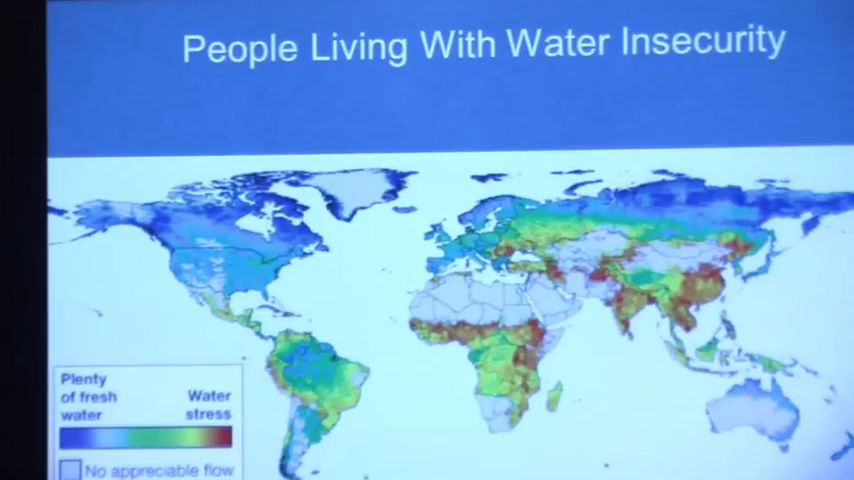 People Living With Water Insecurity
Plenty
of fresh
water
Water
stress
No appreciable flow